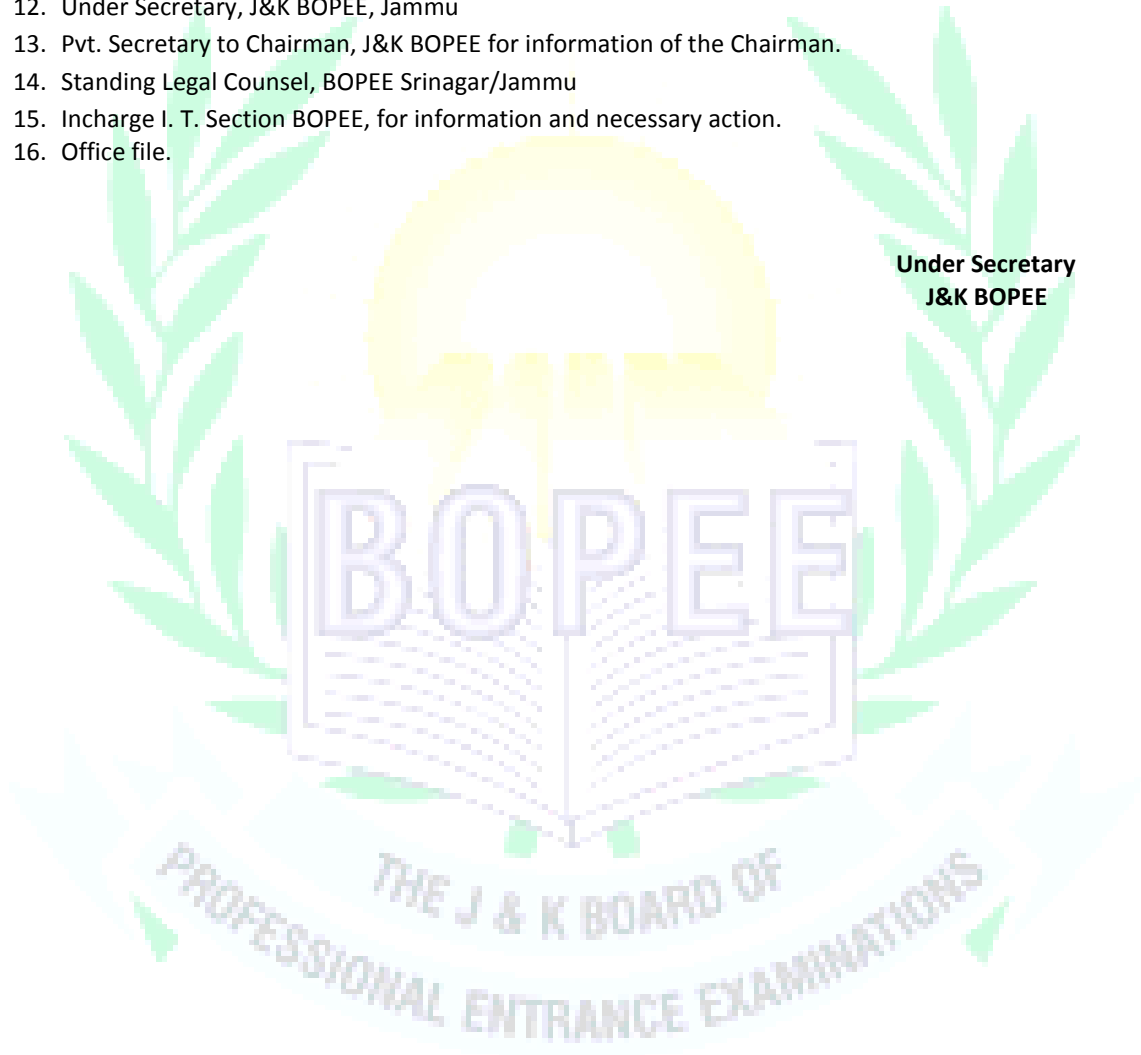 12. Under Secretary, J&K BOPEE, Jammu
13. Pvt. Secretary to Chairman, J&K BOPEE for information of the Chairman.
14. Standing Legal Counsel, BOPEE Srinagar/Jammu
15. Incharge I. T. Section BOPEE, for information and necessary action.
16. Office file.
Under Secretary
J&K BOPEE
BOPEE
THE J & K BOARD OF
PROFESSIONAL ENTRANCE EXAMINATIONS